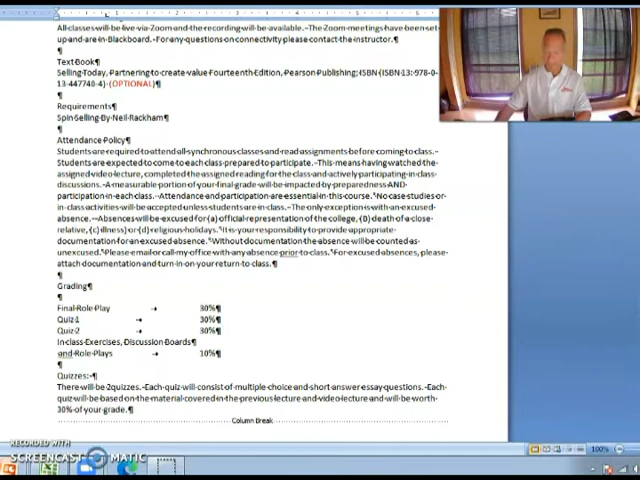 All classes will be live via Zoom and the recording will be available. The Zoom meetings have been set-
up and are in Blackboard. For any questions on connectivity please contact the instructor.¶
¶
Text Book¶
Selling Today, Partnering to create value Fourteenth Edition, Pearson Publishing; ISBN (ISBN-13: 978-0-
13-447740-4) (OPTIONAL)¶
¶
Requirements¶
Spin Selling By Neil Rackham¶
¶
Attendance Policy¶
Students are required to attend all synchronous classes and read assignments before coming to class.
Students are expected to come to each class prepared to participate. This means having watched the
assigned video lecture, completed the assigned reading for the class and actively participating in class
discussions. A measurable portion of your final grade will be impacted by preparedness AND
participation in each class. Attendance and participation are essential in this course. No case studies or
in-class activities will be accepted unless students are in class. The only exception is with an excused
absence. Absences will be excused for (a) official representation of the college, (B) death of a close
relative, (c) illness) or (d) religious holidays. It is your responsibility to provide appropriate
documentation for an excused absence. Without documentation the absence will be counted as
unexcused. Please email or call my office with any absence prior to class. For excused absences, please
attach documentation and turn in on your return to class.¶
¶
Grading¶
¶
Final Role Play → 30%¶
Quiz 1 → 30%¶
Quiz 2 → 30%¶
In class Exercises, Discussion Boards¶
and Role Plays → 10%¶
¶
Quizzes: ¶
There will be 2 quizzes. Each quiz will consist of multiple choice and short answer essay questions. Each
quiz will be based on the material covered in the previous lecture and video lecture and will be worth
30% of your grade.¶
Column Break
100%
RECORDED WITH
SCREENCAST MATIC